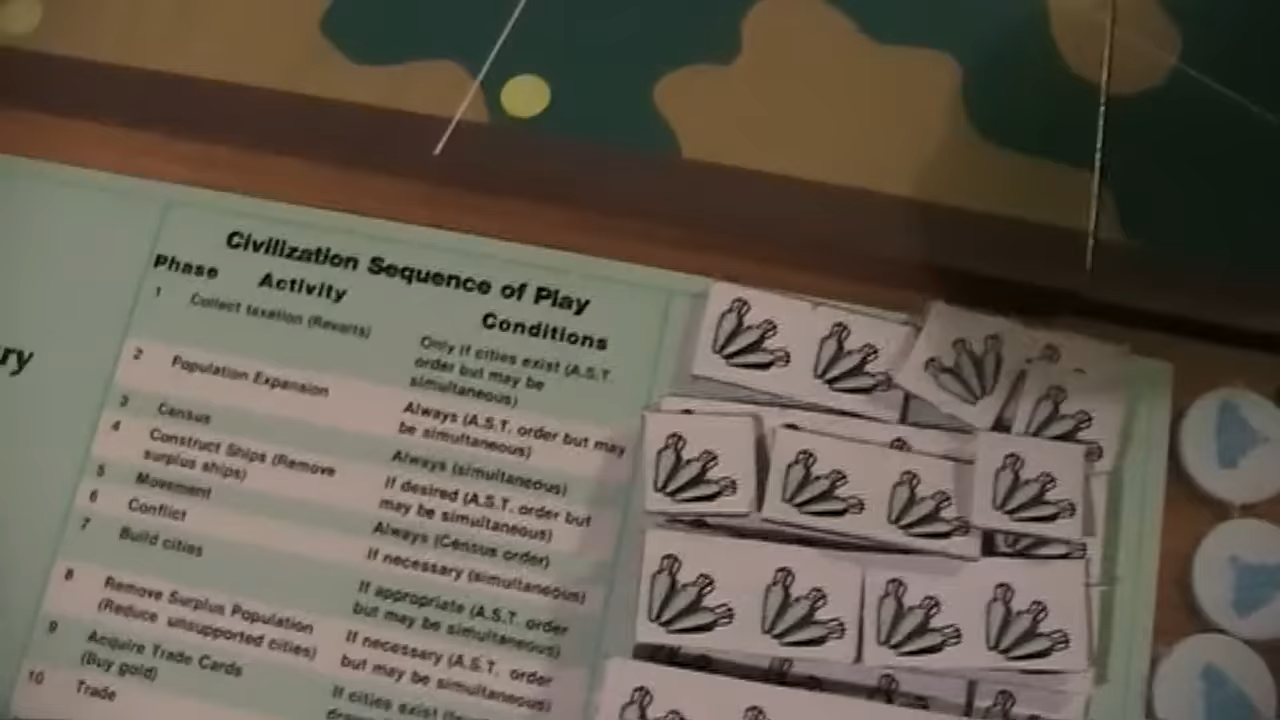 ry
Civilization Sequence of Play
Phase Activity Conditions
1 Collect taxation (Reverts) Only if cities exist (A.S.T.
order but may be
simultaneous)
2 Population Expansion Always (A.S.T. order but may
be simultaneous)
3 Census Always (simultaneous)
4 Construct Ships (Remove If desired (A.S.T. order but
surplus ships) may be simultaneous)
5 Movement Always (Census order)
6 Conflict If necessary (simultaneous)
7 Build cities If appropriate (A.S.T. order
but may be simultaneous)
8 Remove Surplus Population If necessary (A.S.T. order
(Reduce unsupported cities) but may be simultaneous)
9 Acquire Trade Cards If cities exist
(Buy gold)
10 Trade